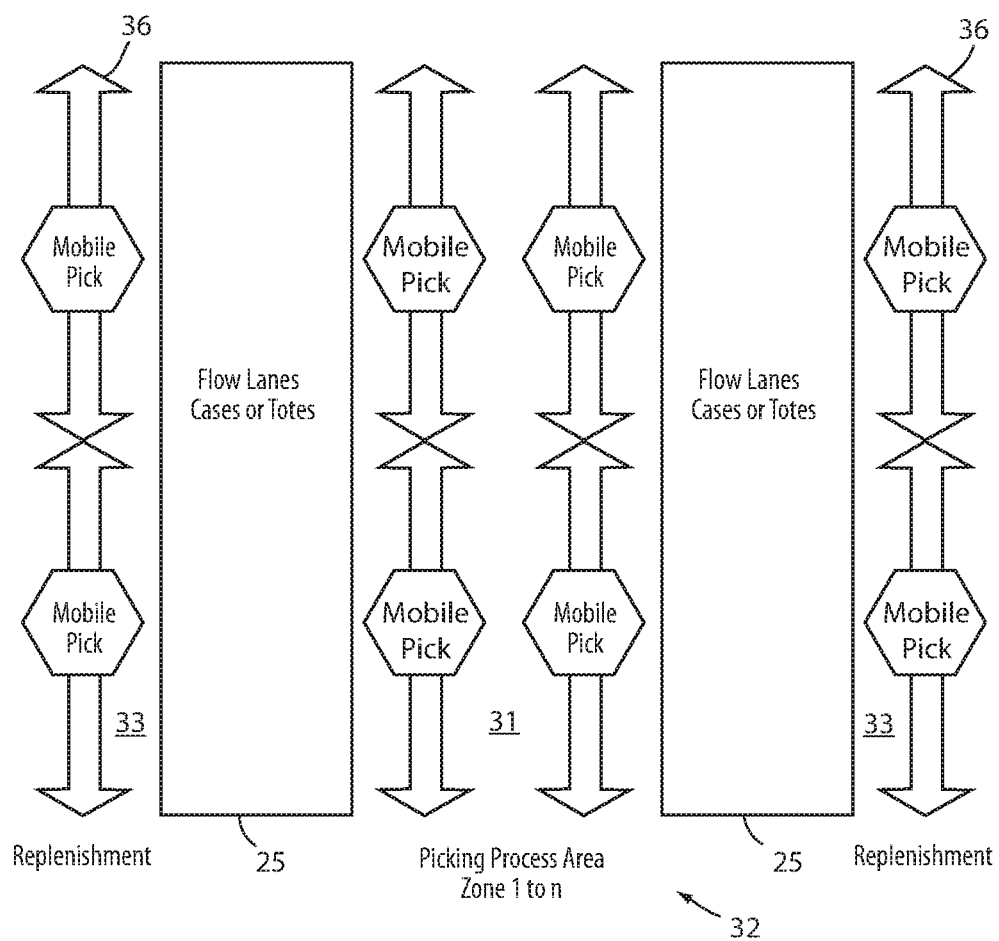 36
36
Mobile
Pick
Mobile
Pick
Mobile
Pick
Mobile
Pick
Flow Lanes
Cases or Totes
Flow Lanes
Cases or Totes
Mobile
Pick
Mobile
Pick
Mobile
Pick
Mobile
Pick
33
31
33
Replenishment
25
Picking Process Area
Zone 1 to n
25
Replenishment
32